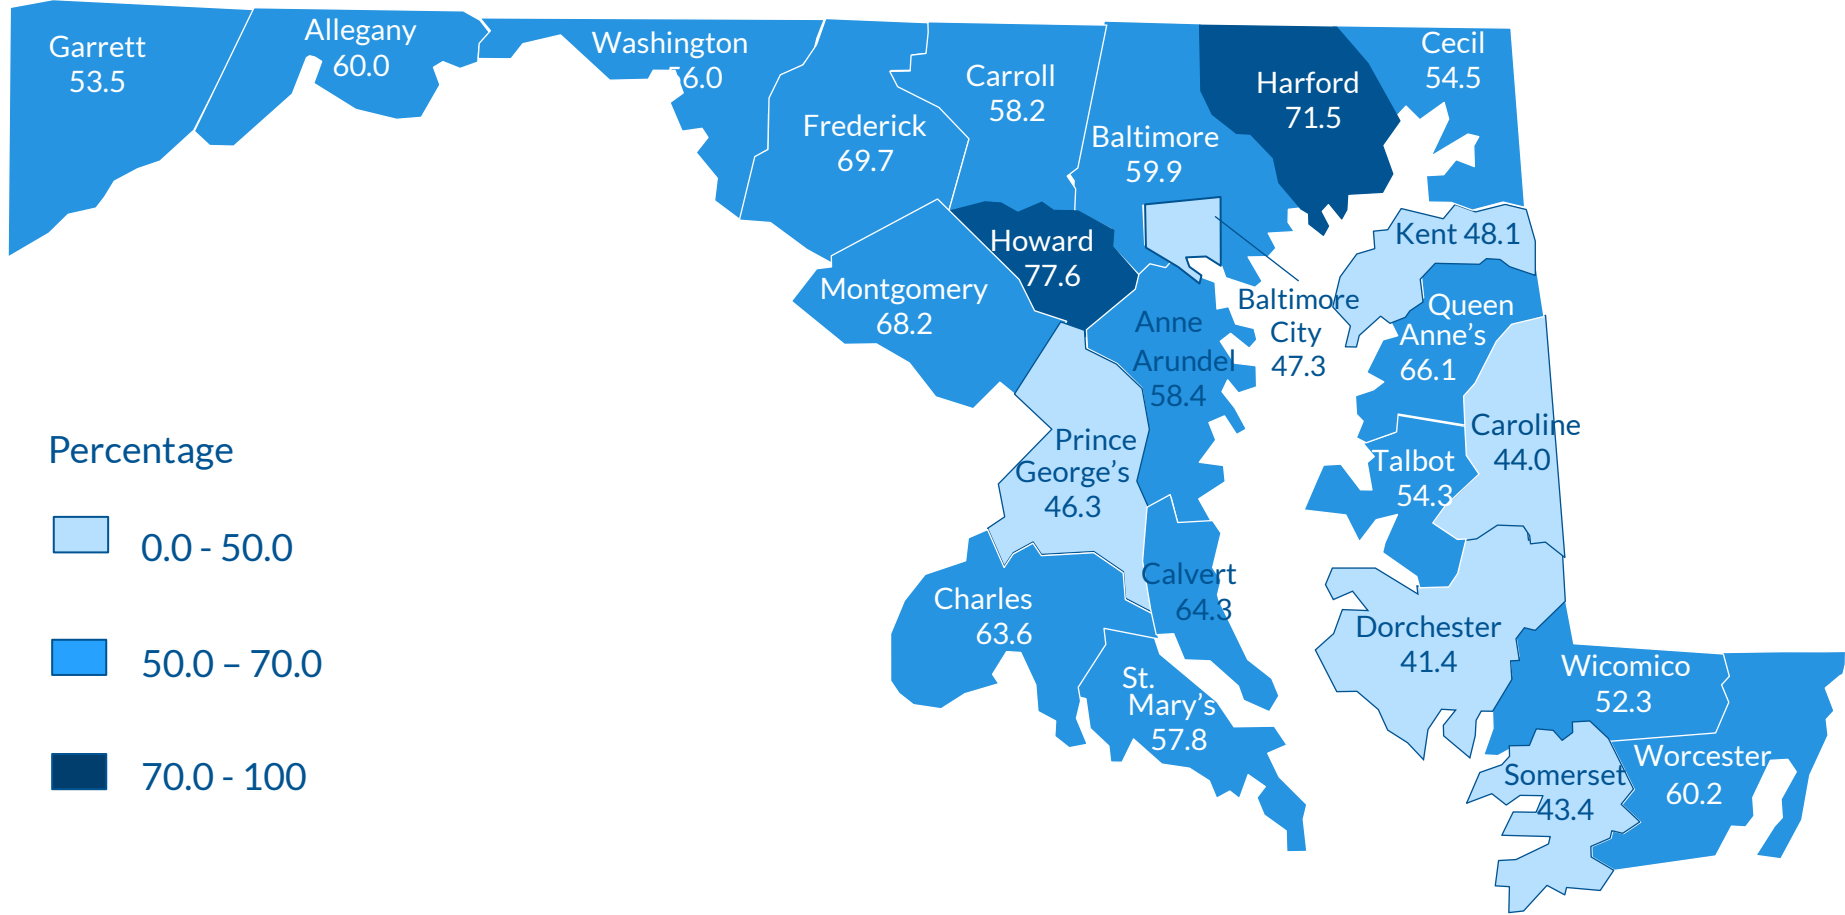 Garrett
53.5
Allegany
60.0
Washington
56.0
Frederick
69.7
Carroll
58.2
Baltimore
59.9
Harford
71.5
Cecil
54.5
Kent 48.1
Howard
77.6
Montgomery
68.2
Anne
Arundel
58.4
Baltimore
City
47.3
Queen
Anne’s
66.1
Caroline
44.0
Talbot
54.3
Prince
George’s
46.3
Calvert
64.3
Charles
63.6
St.
Mary’s
57.8
Dorchester
41.4
Wicomico
52.3
Somerset
43.4
Worcester
60.2
Percentage
0.0 - 50.0
50.0 – 70.0
70.0 - 100